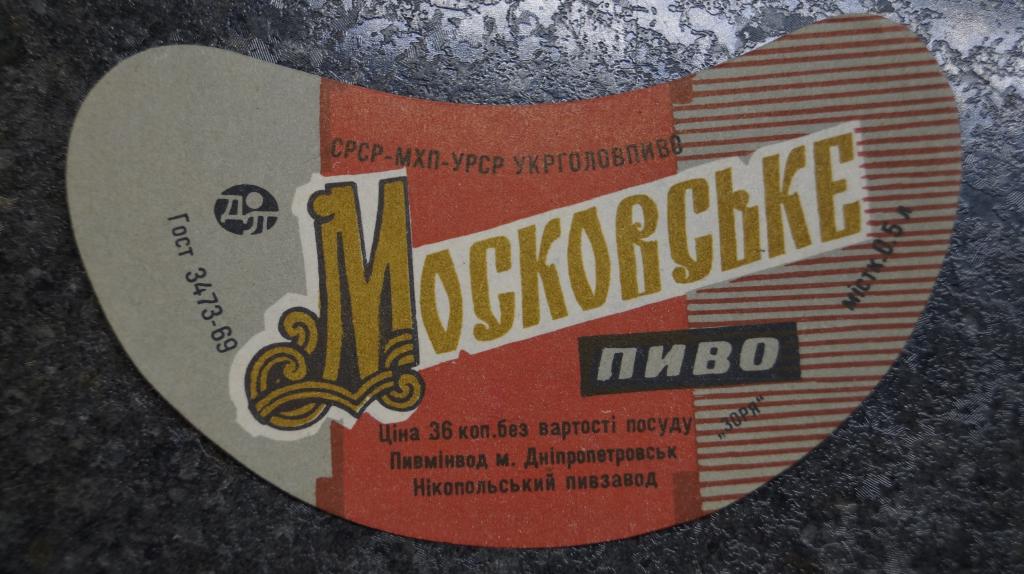 СРСР-МХП-УРСР УКРГОЛОВПИВО
МОСКОВСЬКЕ
ПИВО
Гост 3473-69
містк. 0.5 л
„ЗОРЯ“
Ціна 36 коп. без вартості посуду
Пивмінвод м. Дніпропетровськ
Нікопольський пивзавод